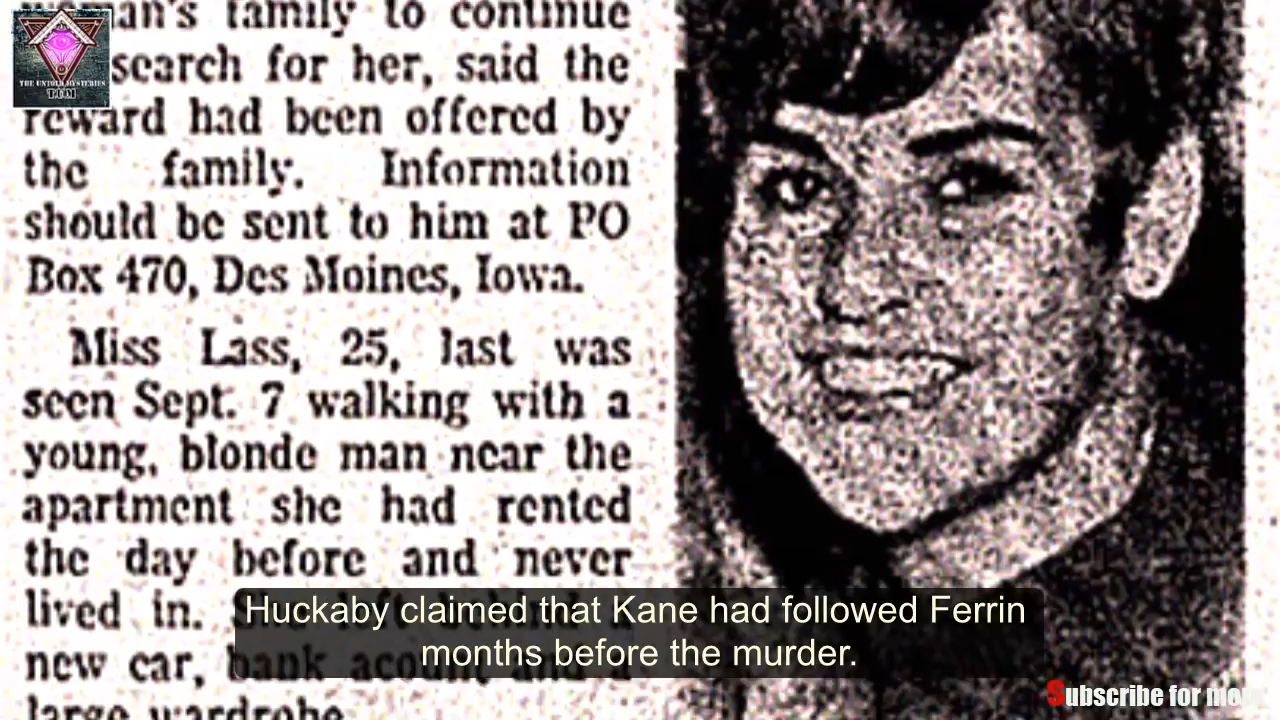 THE UNTOLD MYSTERIES
an's family to continue
search for her, said the
reward had been offered by
the family. Information
should be sent to him at PO
Box 470, Des Moines, Iowa.
Miss Lass, 25, last was
seen Sept. 7 walking with a
young, blonde man near the
apartment she had rented
the day before and never
lived in.
new car, bank account and a
large wardrobe.
Huckaby claimed that Kane had followed Ferrin
months before the murder.
Subscribe for more